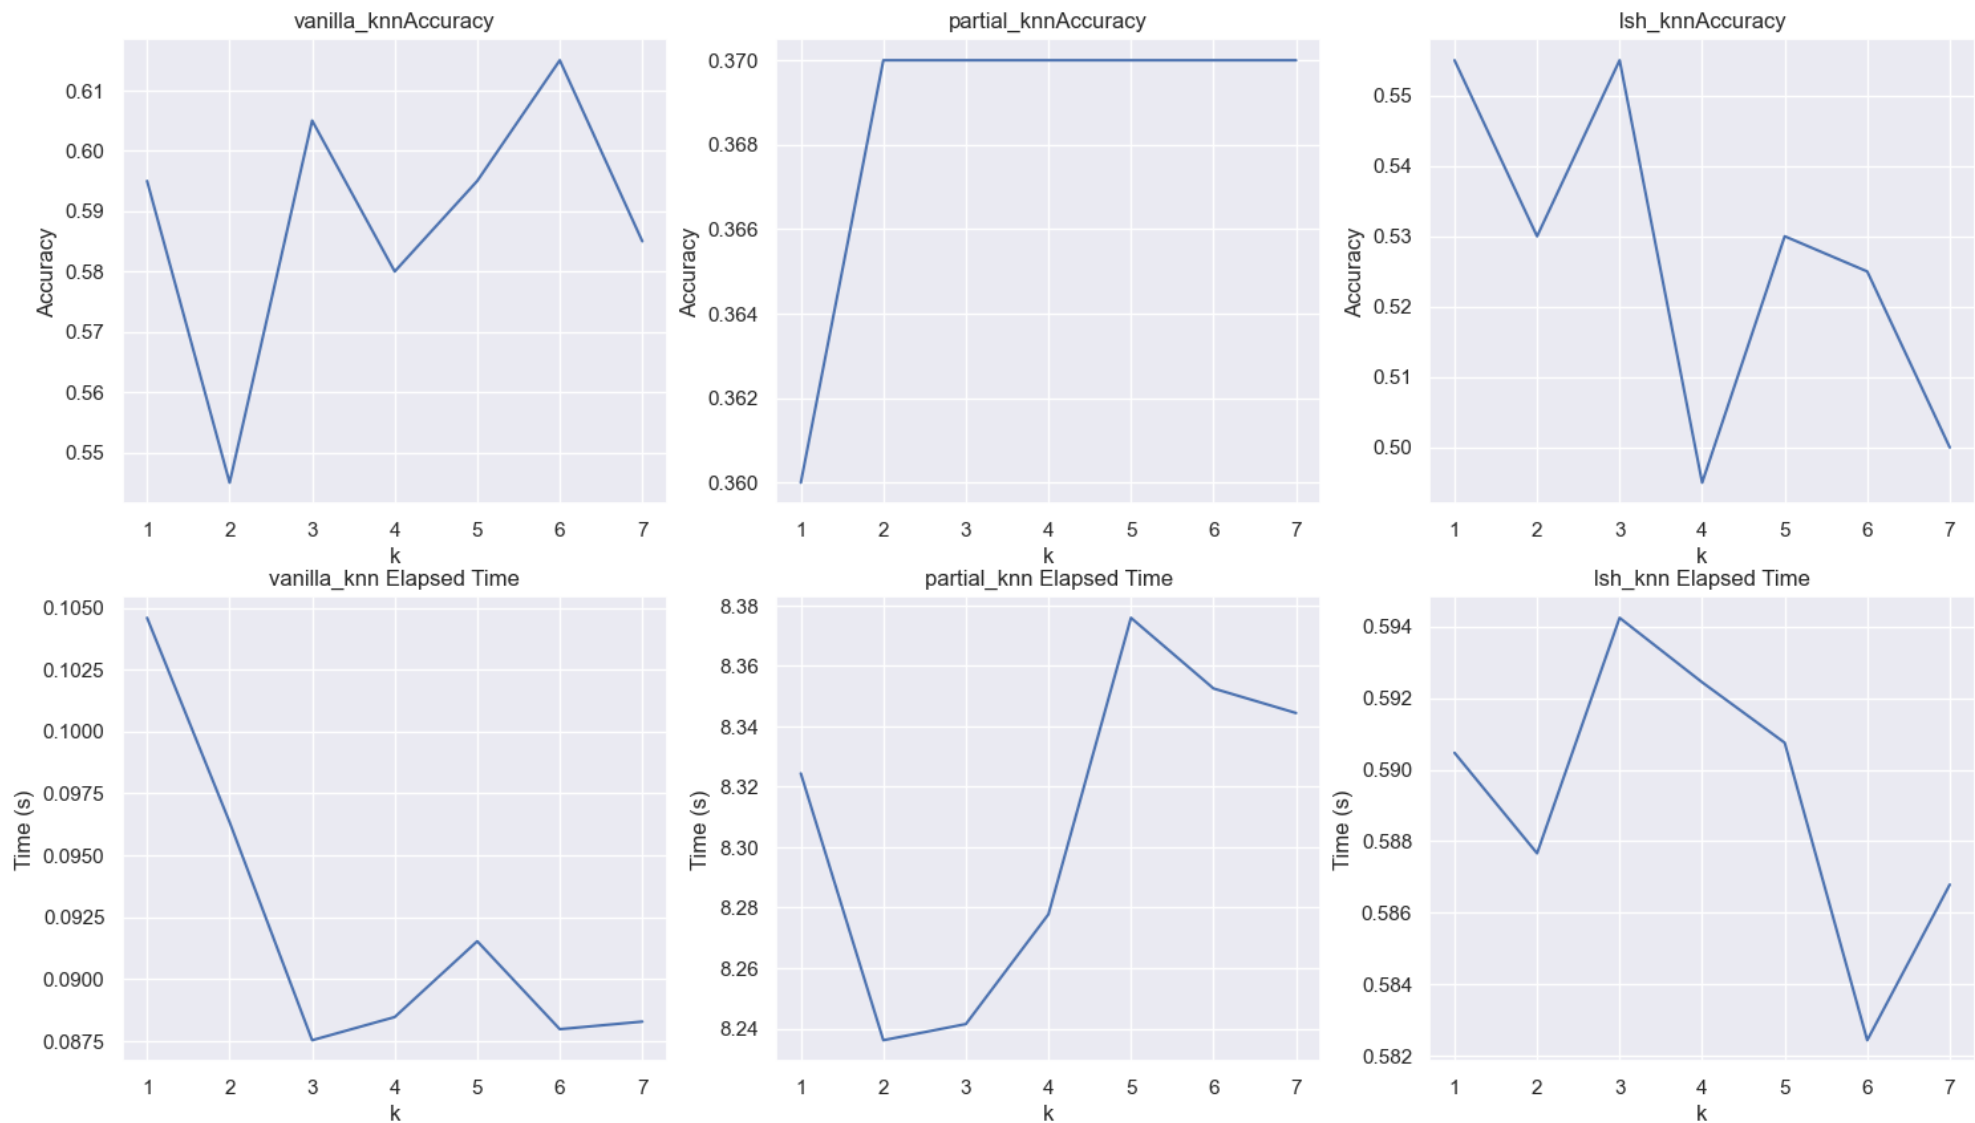 vanilla_knnAccuracy
0.61
0.60
0.59
0.58
0.57
0.56
0.55
Accuracy
1 2 3 4 5 6 7
k
partial_knnAccuracy
0.370
0.368
0.366
0.364
0.362
0.360
Accuracy
1 2 3 4 5 6 7
k
lsh_knnAccuracy
0.55
0.54
0.53
0.52
0.51
0.50
Accuracy
1 2 3 4 5 6 7
k
vanilla_knn Elapsed Time
0.1050
0.1025
0.1000
0.0975
0.0950
0.0925
0.0900
0.0875
Time (s)
1 2 3 4 5 6 7
k
partial_knn Elapsed Time
8.38
8.36
8.34
8.32
8.30
8.28
8.26
8.24
Time (s)
1 2 3 4 5 6 7
k
lsh_knn Elapsed Time
0.594
0.592
0.590
0.588
0.586
0.584
0.582
Time (s)
1 2 3 4 5 6 7
k